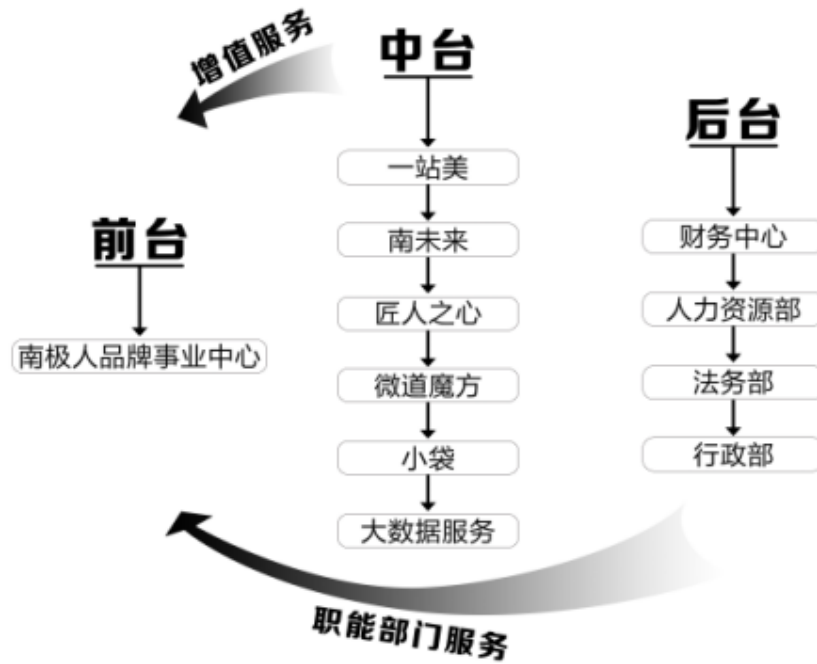 增值服务
中台
一站美
南未来
匠人之心
微道魔方
小袋
大数据服务
后台
财务中心
人力资源部
法务部
行政部
前台
南极人品牌事业中心
职能部门服务